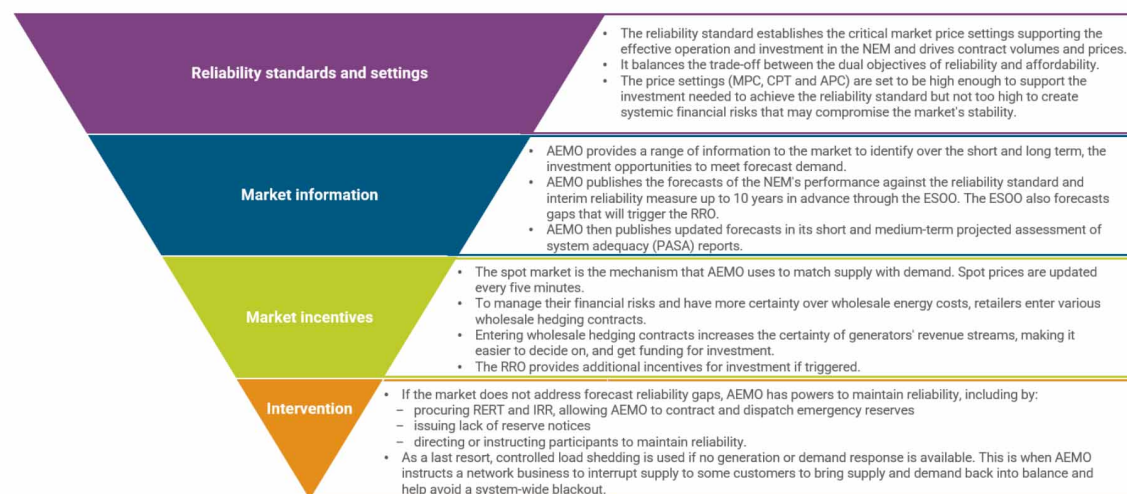 Reliability standards and settings
• The reliability standard establishes the critical market price settings supporting the
effective operation and investment in the NEM and drives contract volumes and prices.
• It balances the trade-off between the dual objectives of reliability and affordability.
• The price settings (MPC, CPT and APC) are set to be high enough to support the
investment needed to achieve the reliability standard but not too high to create
systemic financial risks that may compromise the market's stability.
Market information
• AEMO provides a range of information to the market to identify over the short and long term, the
investment opportunities to meet forecast demand.
• AEMO publishes the forecasts of the NEM's performance against the reliability standard and
interim reliability measure up to 10 years in advance through the ESOO. The ESOO also forecasts
gaps that will trigger the RRO.
• AEMO then publishes updated forecasts in its short and medium-term projected assessment of
system adequacy (PASA) reports.
Market incentives
• The spot market is the mechanism that AEMO uses to match supply with demand. Spot prices are updated
every five minutes.
• To manage their financial risks and have more certainty over wholesale energy costs, retailers enter various
wholesale hedging contracts.
• Entering wholesale hedging contracts increases the certainty of generators' revenue streams, making it
easier to decide on, and get funding for investment.
• The RRO provides additional incentives for investment if triggered.
Intervention
• If the market does not address forecast reliability gaps, AEMO has powers to maintain reliability, including by:
– procuring RERT and IRR, allowing AEMO to contract and dispatch emergency reserves
– issuing lack of reserve notices
– directing or instructing participants to maintain reliability.
• As a last resort, controlled load shedding is used if no generation or demand response is available. This is when AEMO
instructs a network business to interrupt supply to some customers to bring supply and demand back into balance and
help avoid a system-wide blackout.